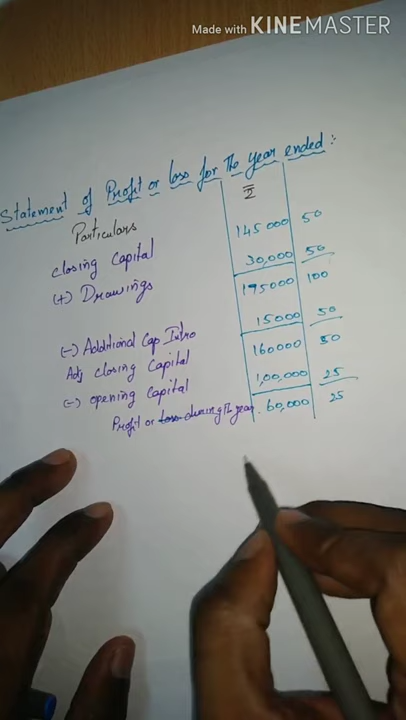 Made with KINEMASTER
Statement of Profit or loss for The year ended :-
Particulars ₹
closing Capital 145000 50
(+) Drawings 30,000 50
175000 100
(-) Additional Cap Intro 15000 50
Adj closing Capital 160000 50
(-) opening Capital 1,00,000 25
Profit or loss during The year. 60,000 25